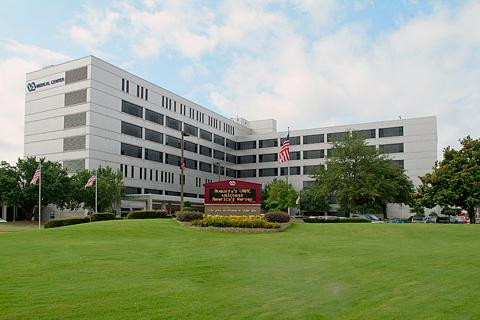 VA MEDICAL CENTER
Augusta's VAMC
welcomes
America's Heroes